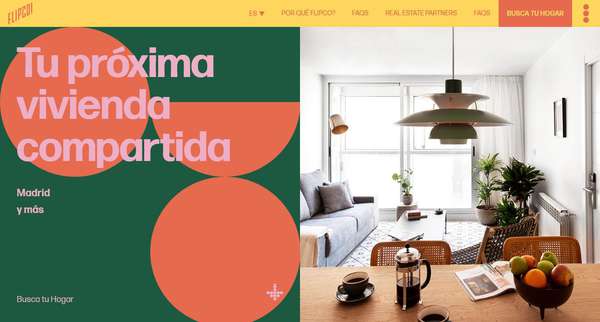 FLIPCO!
ES ▼
POR QUÉ FLIPCO?
FAQS
REAL ESTATE PARTNERS
FAQS
BUSCA TU HOGAR
Tu próxima
vivienda
compartida
Madrid
y más
Busca tu Hogar